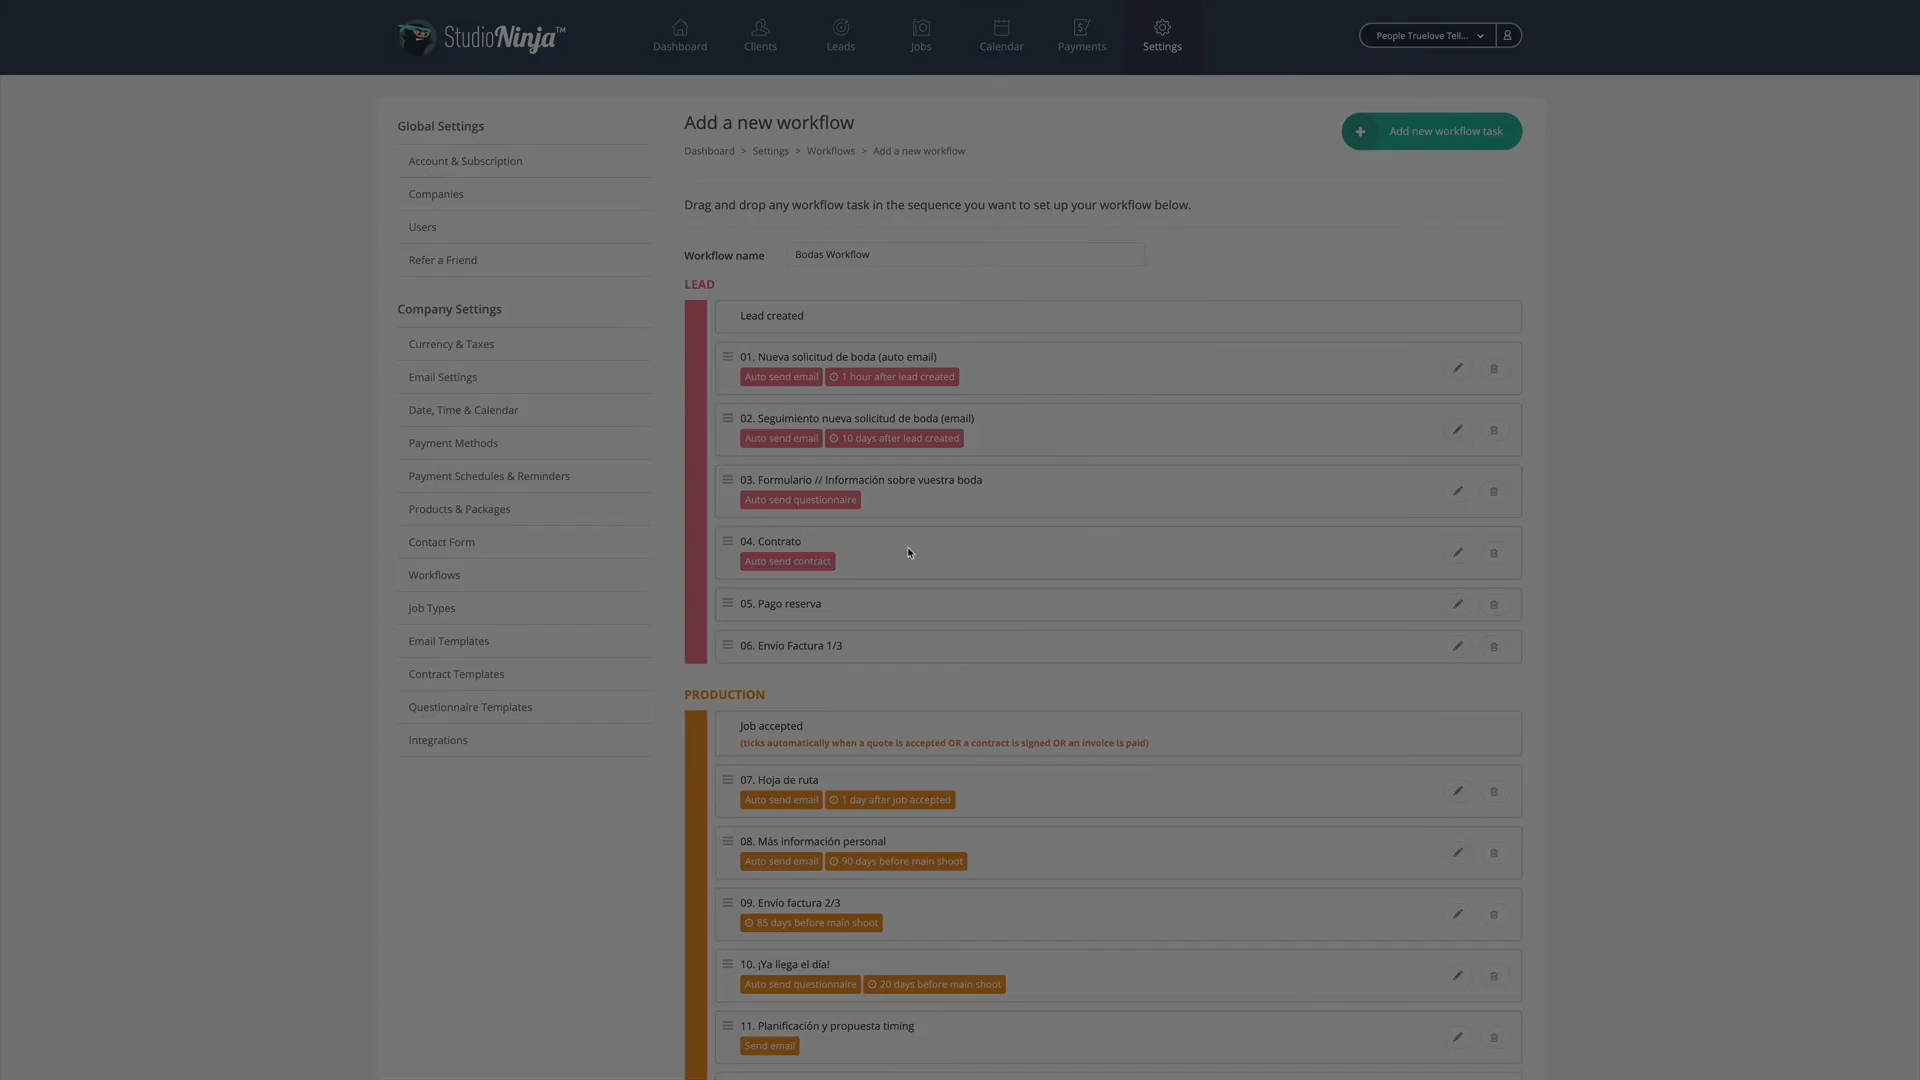 StudioNinja™
Dashboard
Clients
Leads
Jobs
Calendar
Payments
Settings
People Truelove Tell...
Global Settings
Account & Subscription
Companies
Users
Refer a Friend
Company Settings
Currency & Taxes
Email Settings
Date, Time & Calendar
Payment Methods
Payment Schedules & Reminders
Products & Packages
Contact Form
Workflows
Job Types
Email Templates
Contract Templates
Questionnaire Templates
Integrations
Add a new workflow
Dashboard > Settings > Workflows > Add a new workflow
Add new workflow task
Drag and drop any workflow task in the sequence you want to set up your workflow below.
Workflow name Bodas Workflow
LEAD
Lead created
01. Nueva solicitud de boda (auto email)
Auto send email 1 hour after lead created
02. Seguimiento nueva solicitud de boda (email)
Auto send email 10 days after lead created
03. Formulario // Información sobre vuestra boda
Auto send questionnaire
04. Contrato
Auto send contract
05. Pago reserva
06. Envío Factura 1/3
PRODUCTION
Job accepted
(ticks automatically when a quote is accepted OR a contract is signed OR an invoice is paid)
07. Hoja de ruta
Auto send email 1 day after job accepted
08. Más información personal
Auto send email 90 days before main shoot
09. Envío factura 2/3
85 days before main shoot
10. ¡Ya llega el día!
Auto send questionnaire 20 days before main shoot
11. Planificación y propuesta timing
Send email